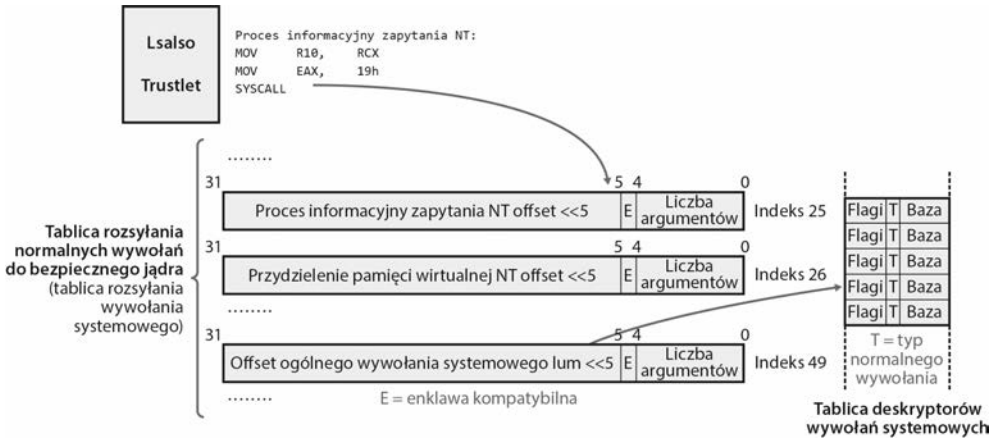 Lsalso
Trustlet
Proces informacyjny zapytania NT:
MOV R10, RCX
MOV EAX, 19h
SYSCALL
........
31 5 4 0
Proces informacyjny zapytania NT offset <<5 E Liczba argumentów Indeks 25
31 5 4 0
Przydzielenie pamięci wirtualnej NT offset <<5 E Liczba argumentów Indeks 26
........
31 5 4 0
Offset ogólnego wywołania systemowego lum <<5 E Liczba argumentów Indeks 49
........
E = enklawa kompatybilna
Tablica rozsyłania
normalnych wywołań
do bezpiecznego jądra
(tablica rozsyłania
wywołania
systemowego)
Flagi T Baza
Flagi T Baza
Flagi T Baza
Flagi T Baza
Flagi T Baza
T = typ
normalnego
wywołania
Tablica deskryptorów
wywołań systemowych